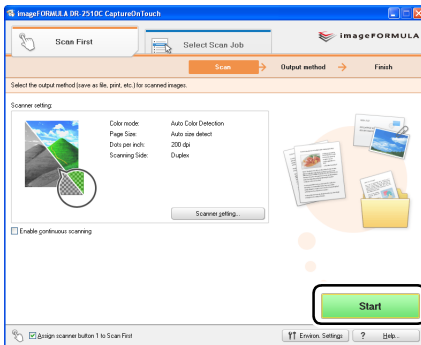 imageFORMULA DR-2510C CaptureOnTouch
Scan First
Select Scan Job
imageFORMULA
Scan
Output method
Finish
Select the output method (save as file, print, etc.) for scanned images.
Scanner setting:
Color mode: Auto Color Detection
Page Size: Auto size detect
Dots per inch: 200 dpi
Scanning Side: Duplex
Scanner setting...
Enable continuous scanning
Start
Assign scanner button 1 to Scan First
Environ. Settings
? Help...